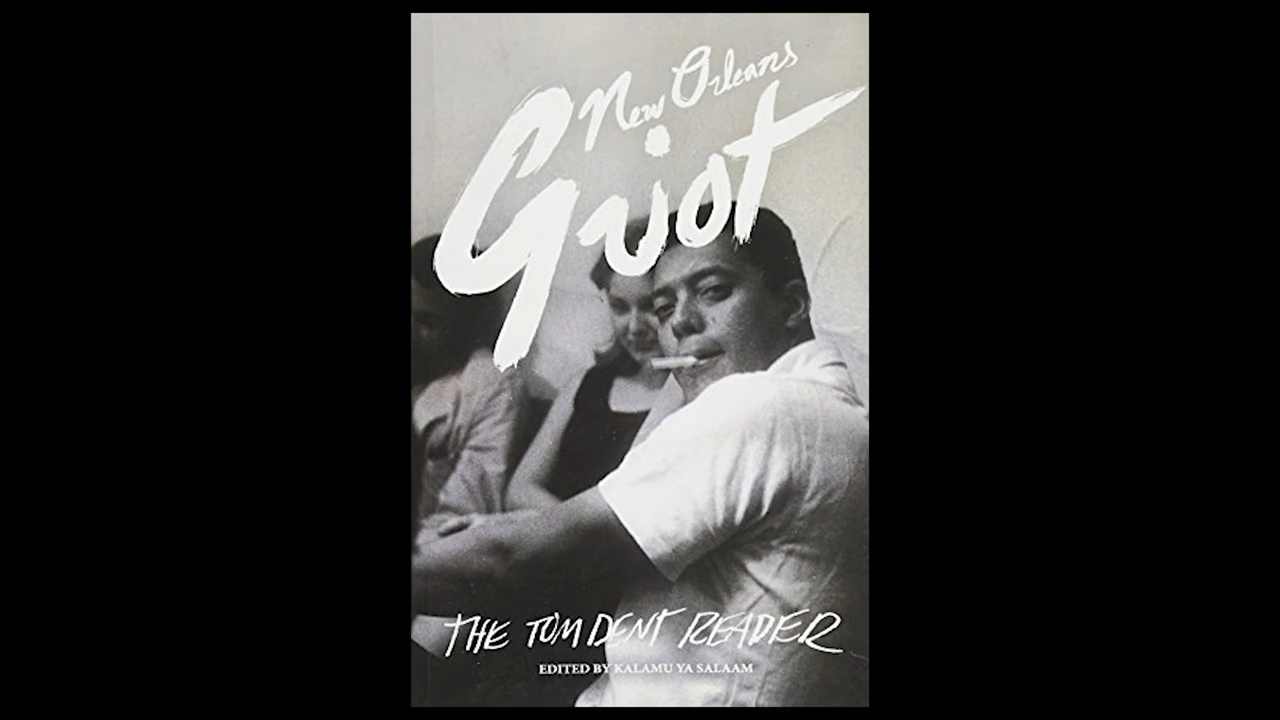 New Orleans
Griot
THE TOM DENT READER
EDITED BY KALAMU YA SALAAM